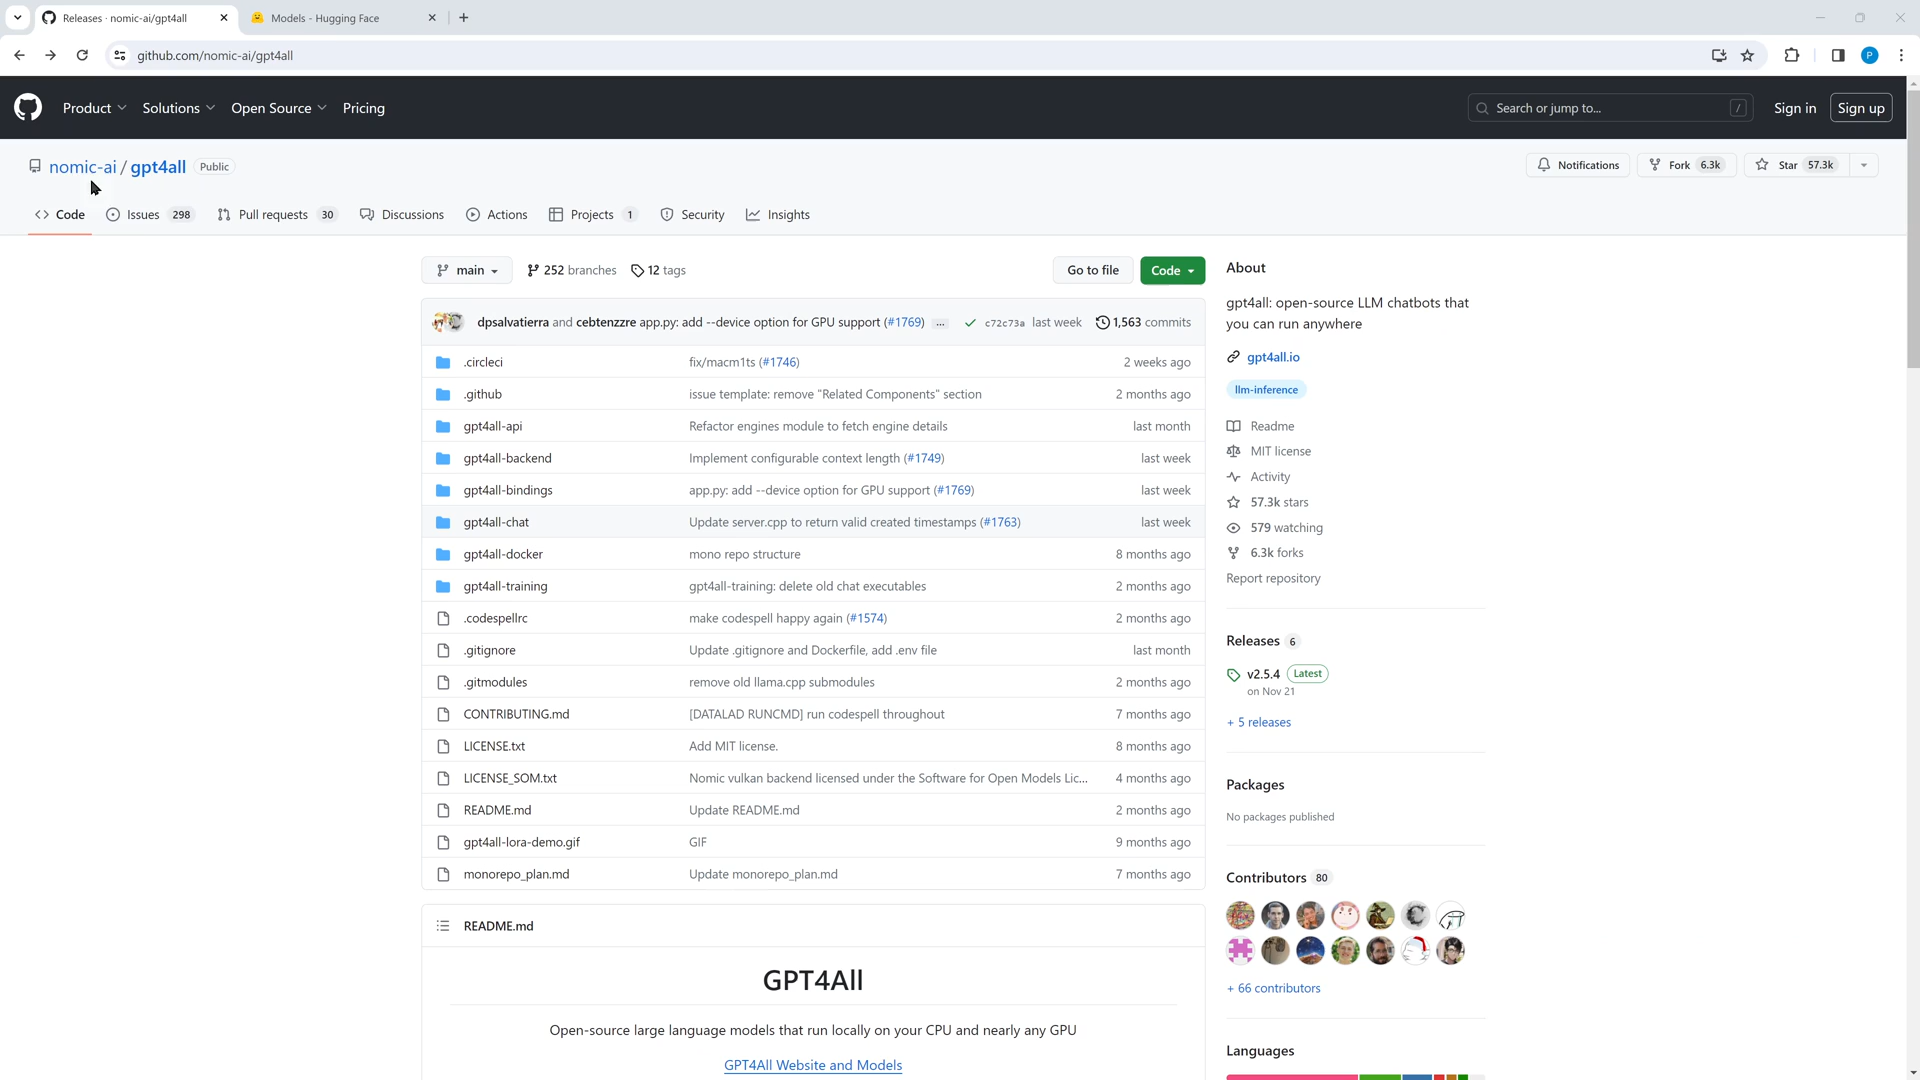 Releases · nomic-ai/gpt4all
Models - Hugging Face
github.com/nomic-ai/gpt4all
P
Product
Solutions
Open Source
Pricing
Search or jump to...
/
Sign in
Sign up
nomic-ai / gpt4all Public
Notifications
Fork 6.3k
Star 57.3k
<> Code
Issues 298
Pull requests 30
Discussions
Actions
Projects 1
Security
Insights
main
252 branches
12 tags
Go to file
Code
dpsalvatierra and cebtenzzre app.py: add --device option for GPU support (#1769) ... c72c73a last week 1,563 commits
.circleci fix/macm1ts (#1746) 2 weeks ago
.github issue template: remove "Related Components" section 2 months ago
gpt4all-api Refactor engines module to fetch engine details last month
gpt4all-backend Implement configurable context length (#1749) last week
gpt4all-bindings app.py: add --device option for GPU support (#1769) last week
gpt4all-chat Update server.cpp to return valid created timestamps (#1763) last week
gpt4all-docker mono repo structure 8 months ago
gpt4all-training gpt4all-training: delete old chat executables 2 months ago
.codespellrc make codespell happy again (#1574) 2 months ago
.gitignore Update .gitignore and Dockerfile, add .env file last month
.gitmodules remove old llama.cpp submodules 2 months ago
CONTRIBUTING.md [DATALAD RUNCMD] run codespell throughout 7 months ago
LICENSE.txt Add MIT license. 8 months ago
LICENSE_SOM.txt Nomic vulkan backend licensed under the Software for Open Models Lic... 4 months ago
README.md Update README.md 2 months ago
gpt4all-lora-demo.gif GIF 9 months ago
monorepo_plan.md Update monorepo_plan.md 7 months ago
README.md
GPT4All
Open-source large language models that run locally on your CPU and nearly any GPU
GPT4All Website and Models
About
gpt4all: open-source LLM chatbots that
you can run anywhere
gpt4all.io
llm-inference
Readme
MIT license
Activity
57.3k stars
579 watching
6.3k forks
Report repository
Releases 6
v2.5.4 Latest
on Nov 21
+ 5 releases
Packages
No packages published
Contributors 80
+ 66 contributors
Languages